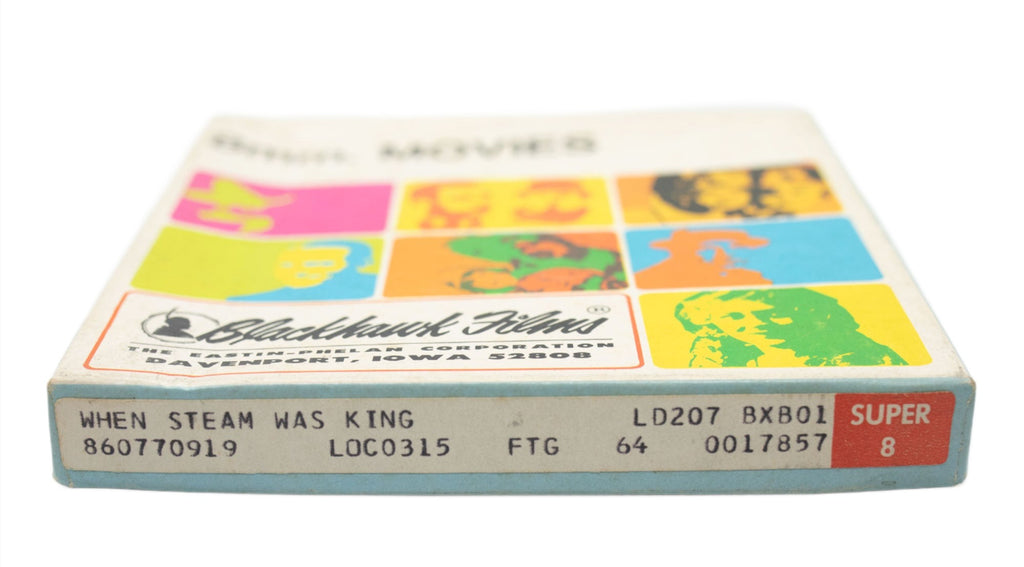 8mm. MOVIES
Blackhawk Films ®
THE EASTIN-PHELAN CORPORATION
DAVENPORT, IOWA 52808
WHEN STEAM WAS KING LD207 BXB01
860770919 LOC0315 FTG 64 0017857
SUPER
8